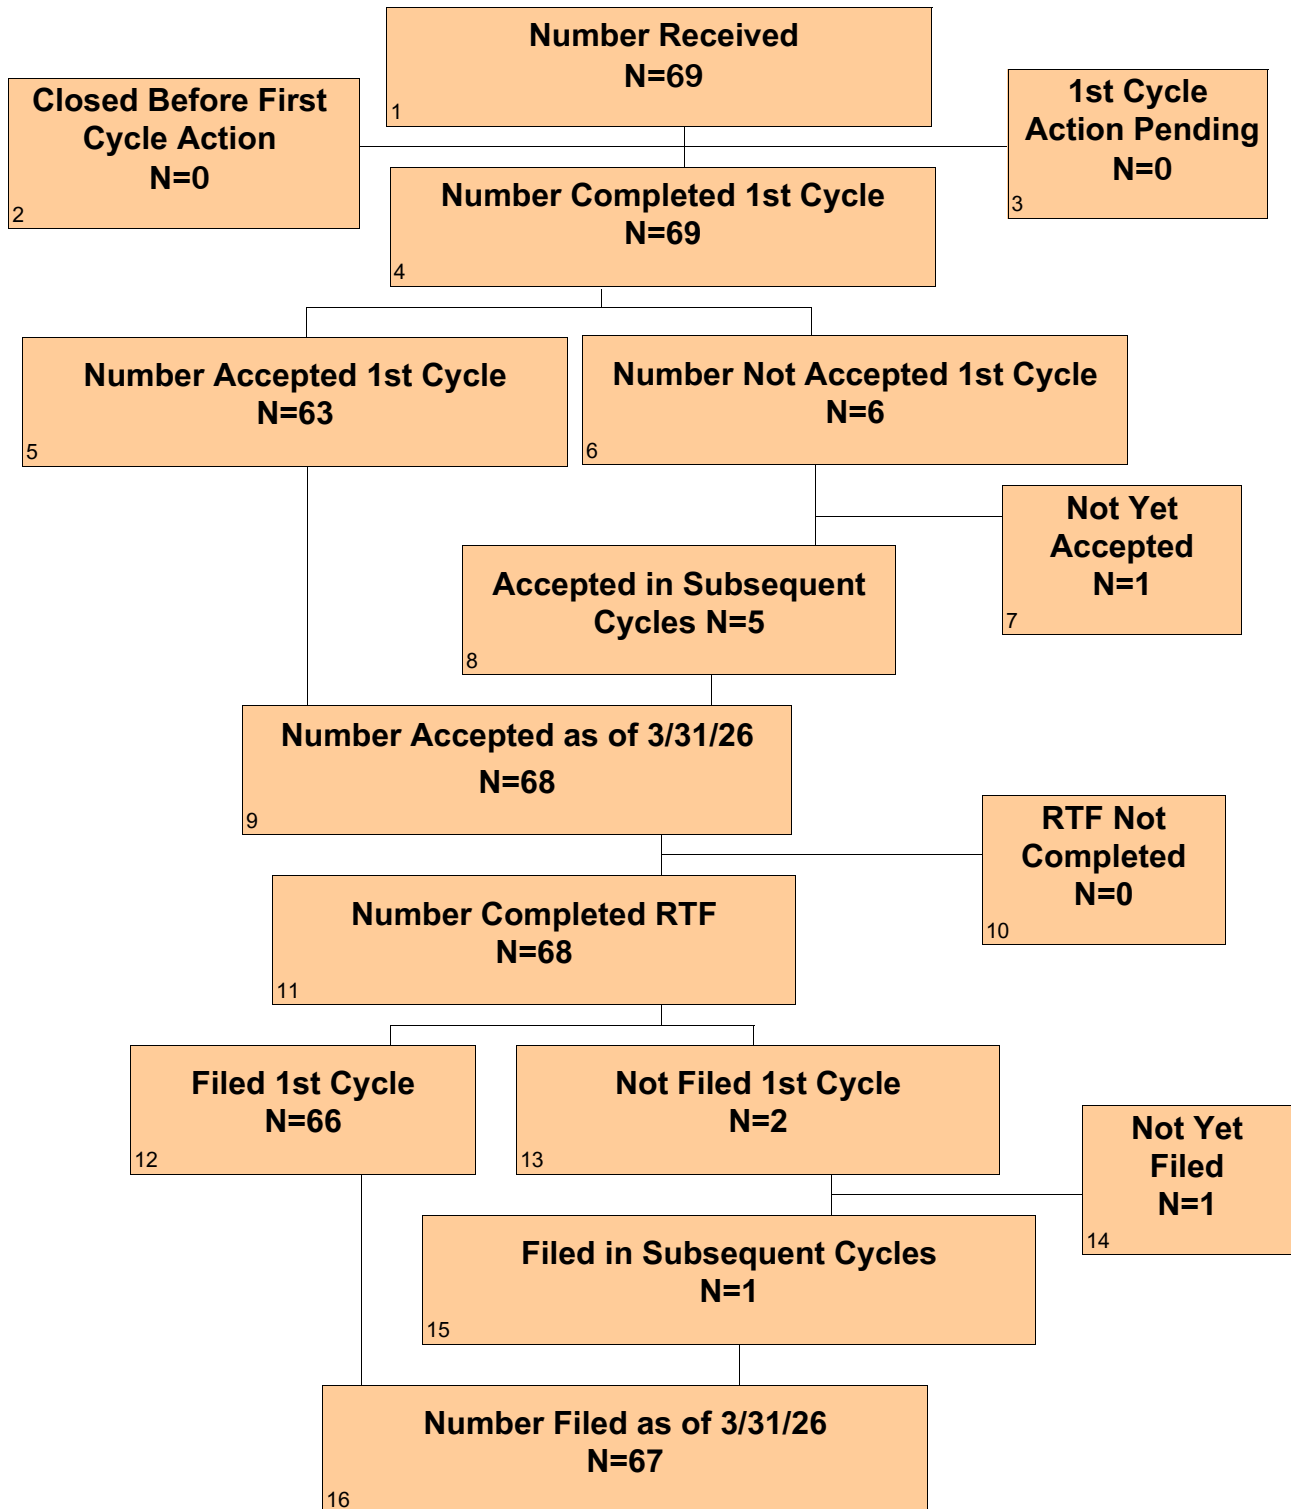 Number Received
N=69
1
Closed Before First
Cycle Action
N=0
2
1st Cycle
Action Pending
N=0
3
Number Completed 1st Cycle
N=69
4
Number Accepted 1st Cycle
N=63
5
Number Not Accepted 1st Cycle
N=6
6
Not Yet
Accepted
N=1
7
Accepted in Subsequent
Cycles N=5
8
Number Accepted as of 3/31/26
N=68
9
RTF Not
Completed
N=0
10
Number Completed RTF
N=68
11
Filed 1st Cycle
N=66
12
Not Filed 1st Cycle
N=2
13
Not Yet
Filed
N=1
14
Filed in Subsequent Cycles
N=1
15
Number Filed as of 3/31/26
N=67
16